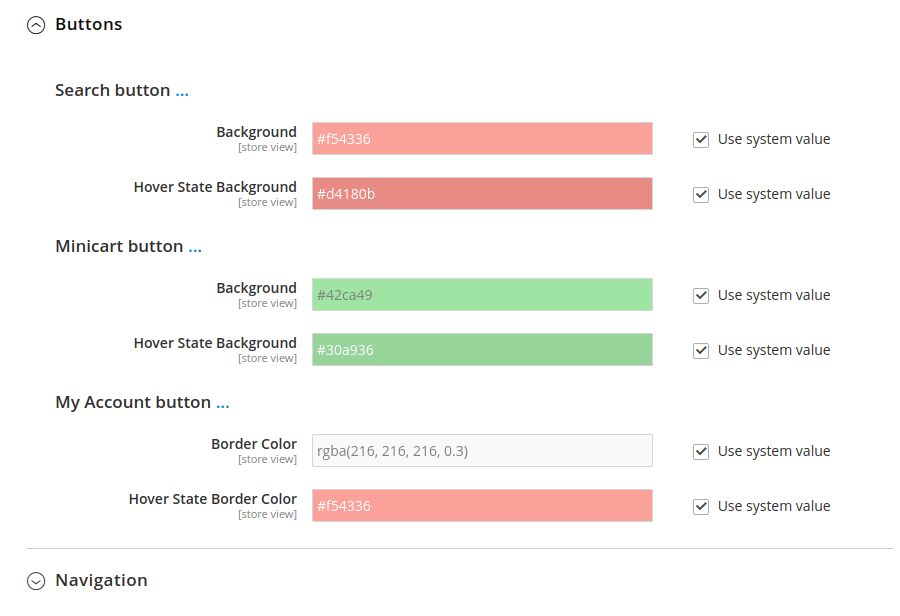 Buttons
Search button ...
Background
[store view]
#f54336
Use system value
Hover State Background
[store view]
#d4180b
Use system value
Minicart button ...
Background
[store view]
#42ca49
Use system value
Hover State Background
[store view]
#30a936
Use system value
My Account button ...
Border Color
[store view]
rgba(216, 216, 216, 0.3)
Use system value
Hover State Border Color
[store view]
#f54336
Use system value
Navigation